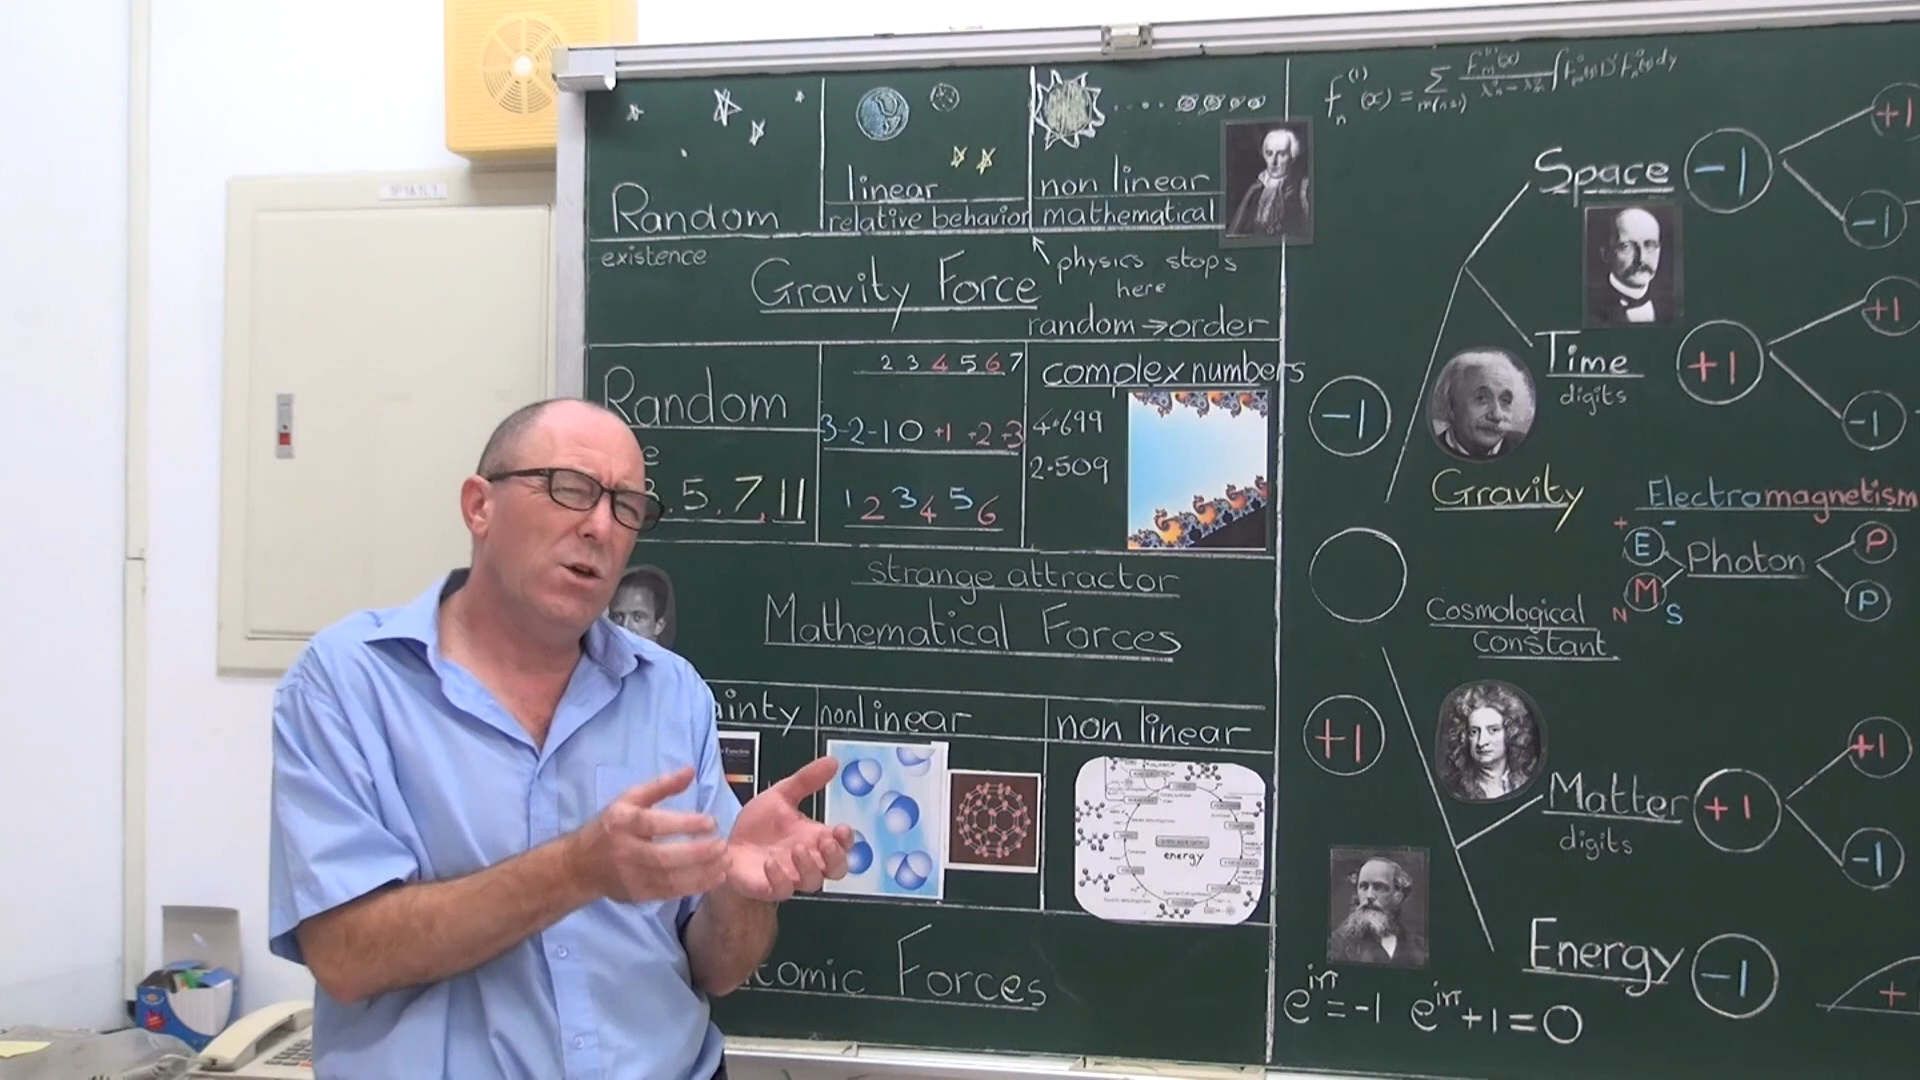 linear
non linear
Random
relative behavior
mathematical
existence
physics stops
here
Gravity Force
random → order
2 3 4 5 6 7
complex numbers
Random
3-2-1 0 +1 +2 +3
4.699
2.509
5, 7, 11
1 2 3 4 5 6
strange attractor
Mathematical Forces
ainty
nonlinear
non linear
energy
tomic Forces
Space
-1
+1
-1
Time
digits
+1
+1
-1
-1
Gravity
Electromagnetism
+ -
E
M
N S
Photon
P
P
Cosmological
Constant
+1
Matter
digits
+1
+1
-1
Energy
-1
+
e^iπ = -1 e^iπ + 1 = 0